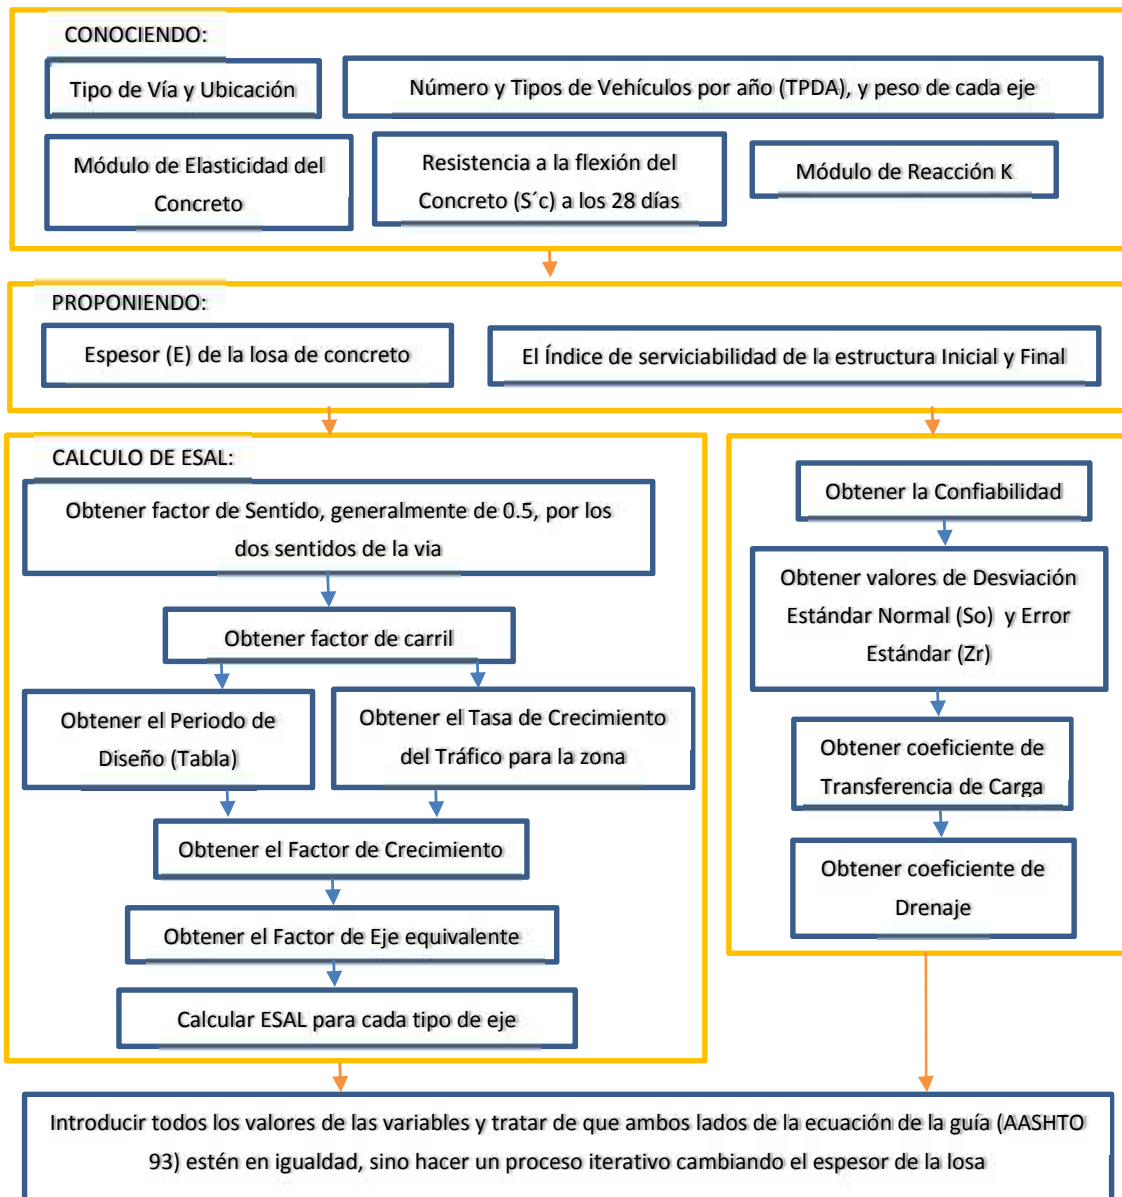 CONOCIENDO:
Tipo de Vía y Ubicación
Número y Tipos de Vehículos por año (TPDA), y peso de cada eje
Módulo de Elasticidad del
Concreto
Resistencia a la flexión del
Concreto (S´c) a los 28 días
Módulo de Reacción K
PROPONIENDO:
Espesor (E) de la losa de concreto
El Índice de serviciabilidad de la estructura Inicial y Final
CALCULO DE ESAL:
Obtener factor de Sentido, generalmente de 0.5, por los
dos sentidos de la via
Obtener factor de carril
Obtener el Periodo de
Diseño (Tabla)
Obtener el Tasa de Crecimiento
del Tráfico para la zona
Obtener el Factor de Crecimiento
Obtener el Factor de Eje equivalente
Calcular ESAL para cada tipo de eje
Obtener la Confiabilidad
Obtener valores de Desviación
Estándar Normal (So) y Error
Estándar (Zr)
Obtener coeficiente de
Transferencia de Carga
Obtener coeficiente de
Drenaje
Introducir todos los valores de las variables y tratar de que ambos lados de la ecuación de la guía (AASHTO
93) estén en igualdad, sino hacer un proceso iterativo cambiando el espesor de la losa